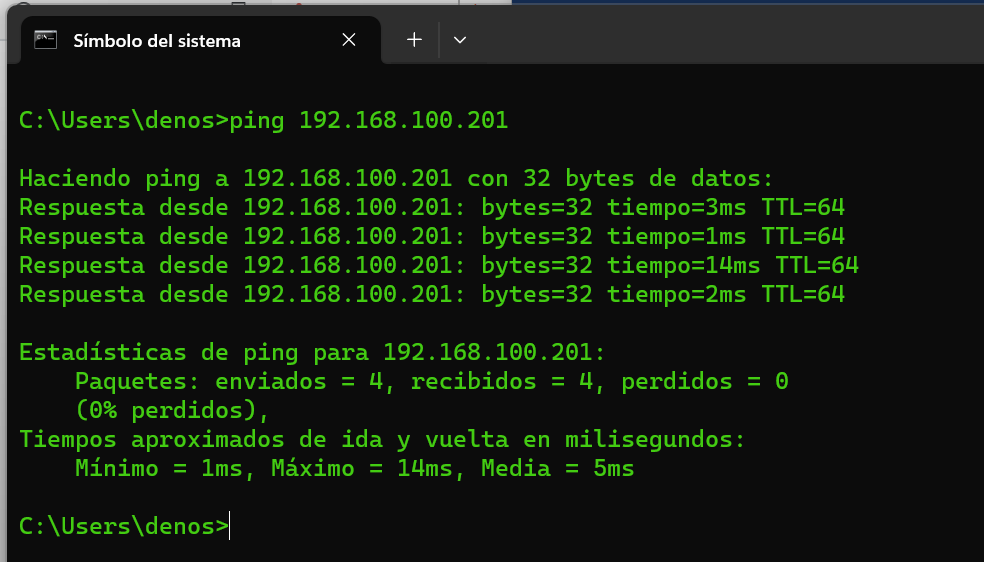 Símbolo del sistema
C:\Users\denos>ping 192.168.100.201
Haciendo ping a 192.168.100.201 con 32 bytes de datos:
Respuesta desde 192.168.100.201: bytes=32 tiempo=3ms TTL=64
Respuesta desde 192.168.100.201: bytes=32 tiempo=1ms TTL=64
Respuesta desde 192.168.100.201: bytes=32 tiempo=14ms TTL=64
Respuesta desde 192.168.100.201: bytes=32 tiempo=2ms TTL=64
Estadísticas de ping para 192.168.100.201:
    Paquetes: enviados = 4, recibidos = 4, perdidos = 0
    (0% perdidos),
Tiempos aproximados de ida y vuelta en milisegundos:
    Mínimo = 1ms, Máximo = 14ms, Media = 5ms
C:\Users\denos>